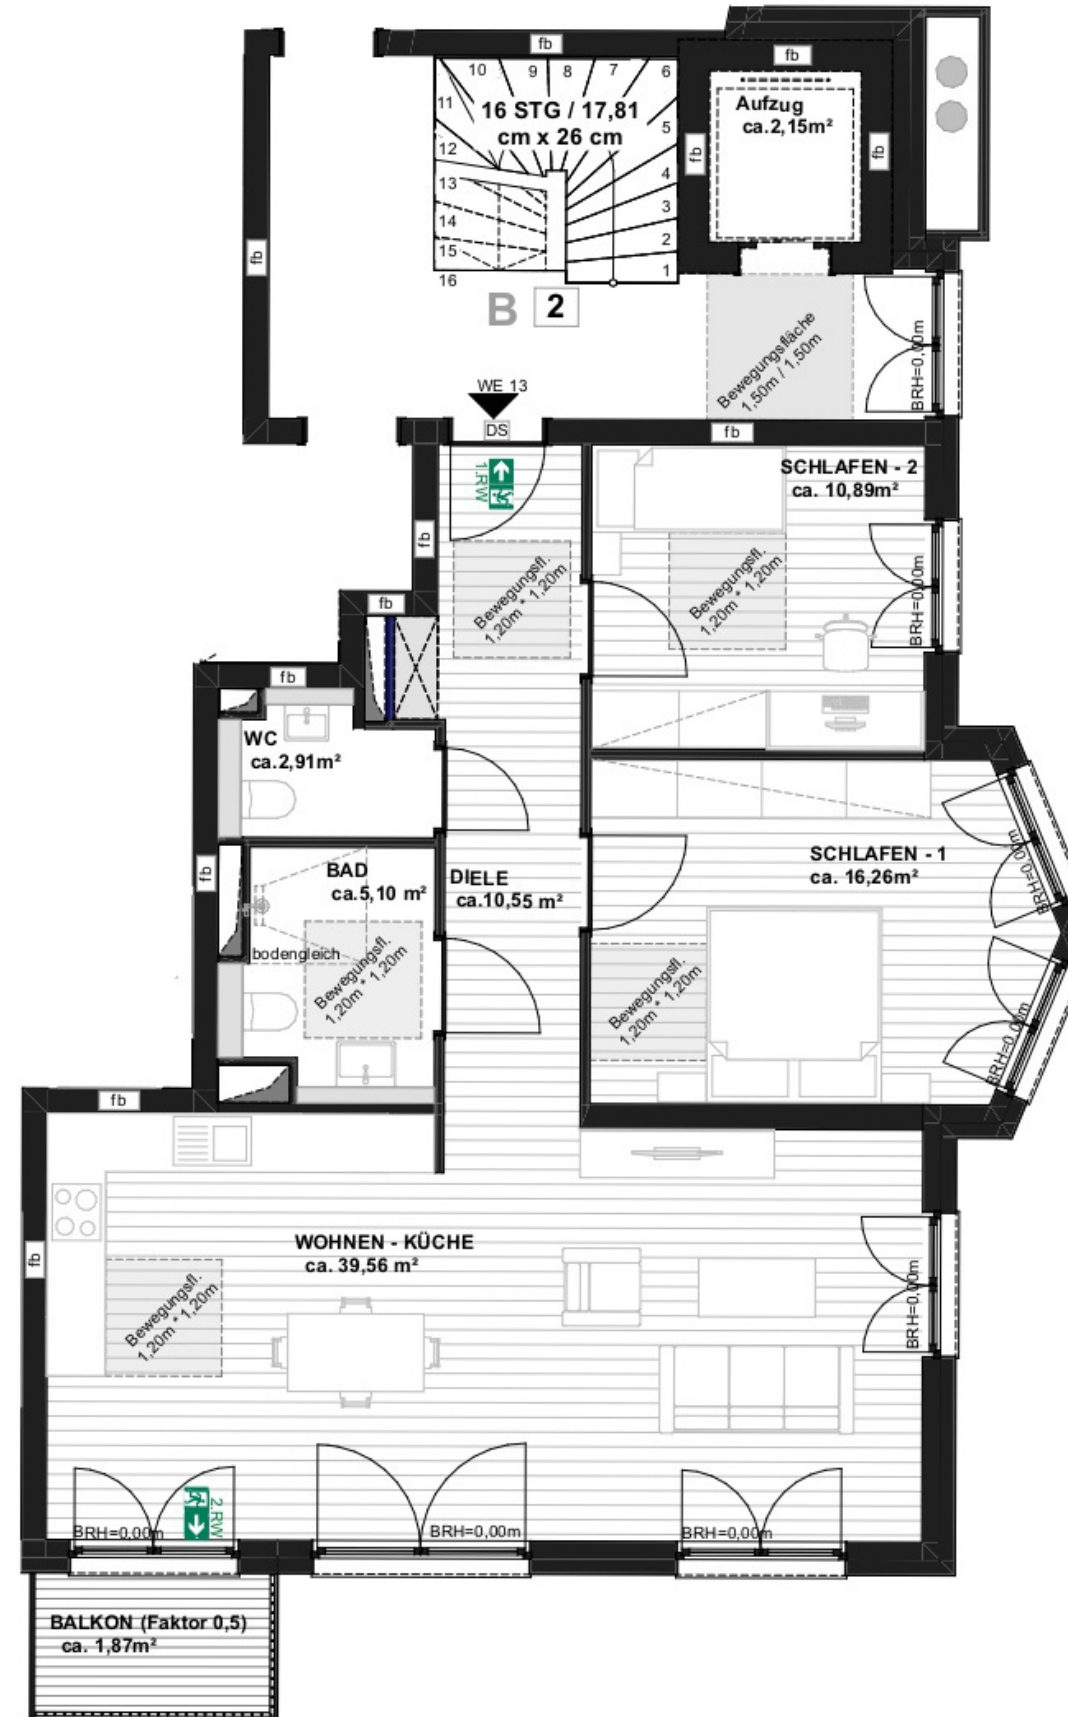 fb
fb
10
9
8
7
6
11
16 STG / 17,81
cm x 26 cm
Aufzug
ca.2,15m²
5
12
fb
fb
4
13
3
14
2
15
1
16
fb
B
2
Bewegungsfläche
1,50m / 1,50m
BRH=0,00m
WE 13
DS
fb
1.RW
SCHLAFEN - 2
ca. 10,89m²
fb
Bewegungsfl.
1,20m * 1,20m
Bewegungsfl.
1,20m * 1,20m
BRH=0,00m
fb
fb
WC
ca.2,91m²
fb
BAD
ca.5,10 m²
DIELE
ca.10,55 m²
SCHLAFEN - 1
ca. 16,26m²
BRH=0,00m
bodengleich
Bewegungsfl.
1,20m * 1,20m
Bewegungsfl.
1,20m * 1,20m
BRH=0,00m
fb
WOHNEN - KÜCHE
ca. 39,56 m²
fb
Bewegungsfl.
1,20m * 1,20m
BRH=0,00m
2.RW
BRH=0,00m
BRH=0,00m
BRH=0,00m
BALKON (Faktor 0,5)
ca. 1,87m²